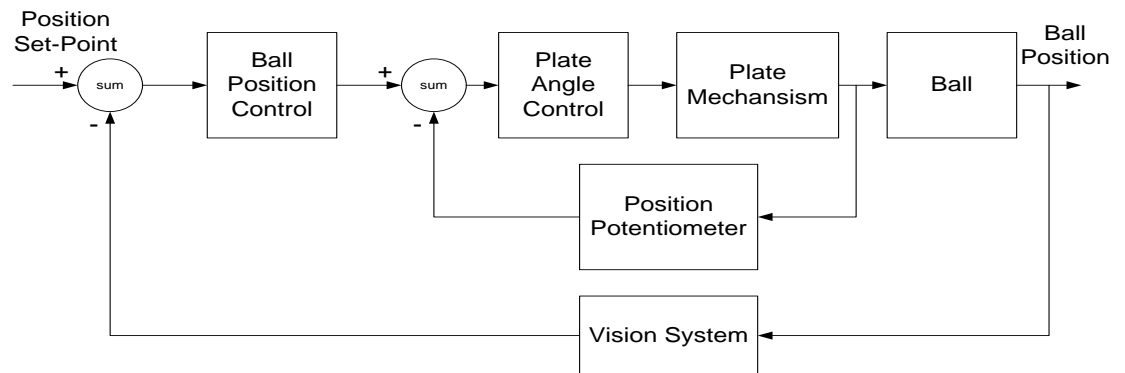 Position
Set-Point
+
sum
-
Ball
Position
Control
+
sum
-
Plate
Angle
Control
Plate
Mechansism
Ball
Ball
Position
Position
Potentiometer
Vision System